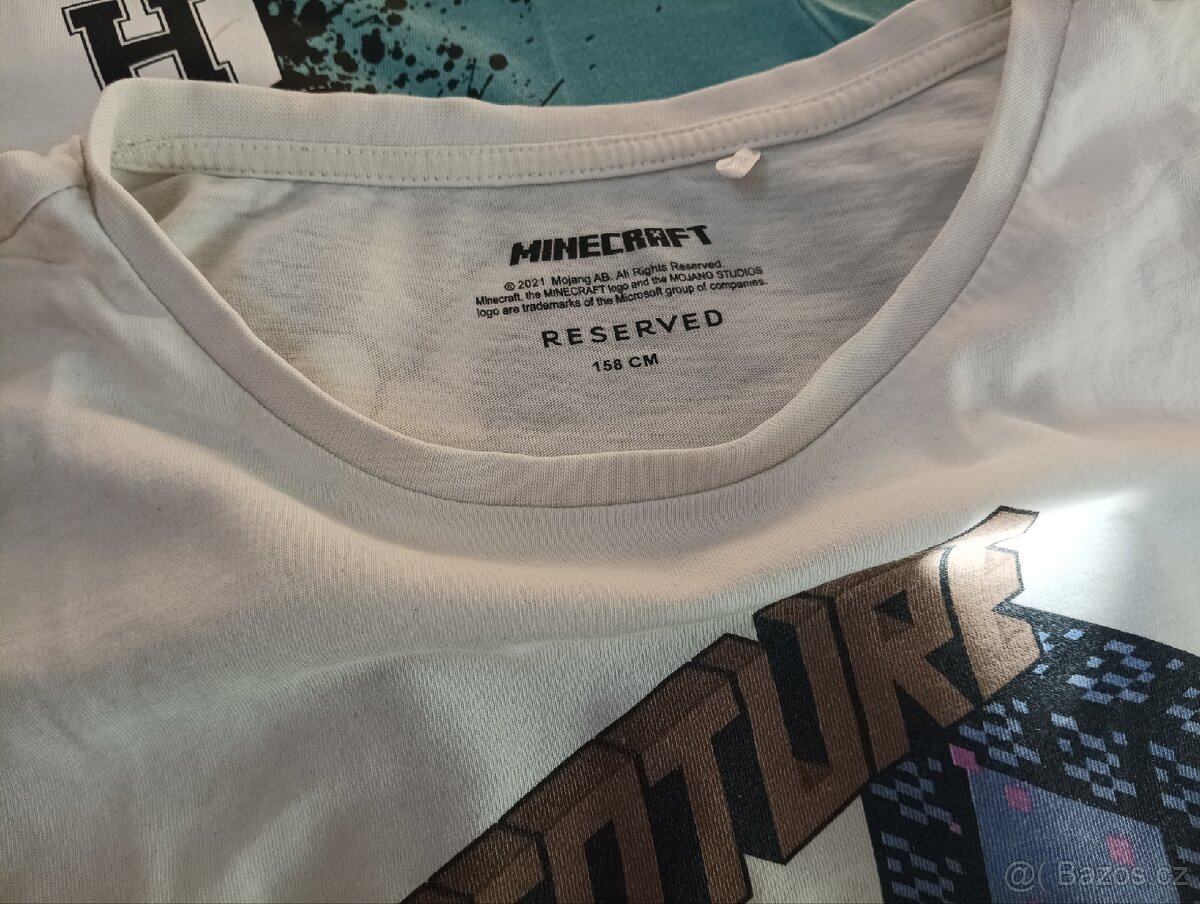 H
MINECRAFT
© 2021 Mojang AB. All Rights Reserved.
Minecraft, the MINECRAFT logo and the MOJANG STUDIOS
logo are trademarks of the Microsoft group of companies.
RESERVED
158 CM
ENTURE
@( Bazos.cz